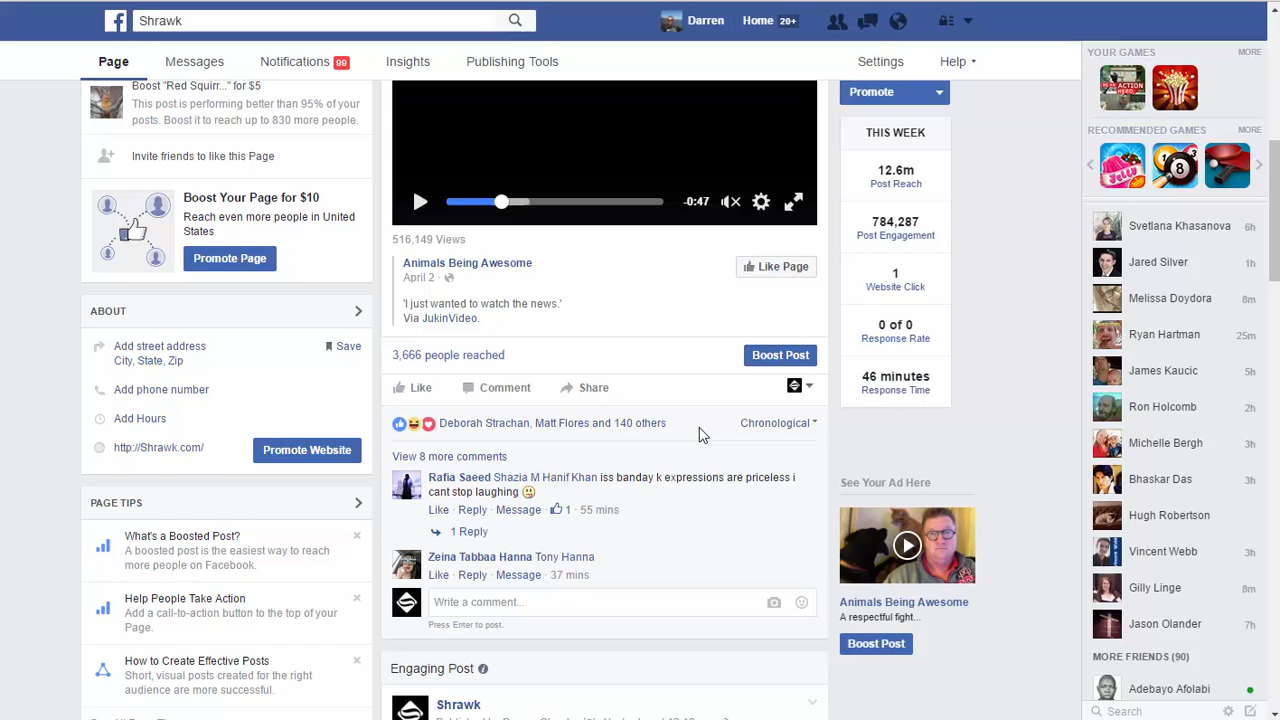 Shrawk
Darren
Home 20+
Page
Messages
Notifications 99
Insights
Publishing Tools
Settings
Help
Boost "Red Squirr..." for $5
This post is performing better than 95% of your
posts. Boost it to reach up to 830 more people.
Invite friends to like this Page
Boost Your Page for $10
Reach even more people in United
States
Promote Page
ABOUT
Add street address
City, State, Zip
Save
Add phone number
Add Hours
http://Shrawk.com/
Promote Website
PAGE TIPS
What's a Boosted Post?
A boosted post is the easiest way to reach
more people on Facebook.
Help People Take Action
Add a call-to-action button to the top of your
Page.
How to Create Effective Posts
Short, visual posts created for the right
audience are more successful.
-0:47
516,149 Views
Animals Being Awesome
April 2 ·
Like Page
'I just wanted to watch the news.'
Via JukinVideo.
3,666 people reached
Boost Post
Like
Comment
Share
Deborah Strachan, Matt Flores and 140 others
Chronological
View 8 more comments
Rafia Saeed Shazia M Hanif Khan iss banday k expressions are priceless i
cant stop laughing
Like · Reply · Message · 1 · 55 mins
1 Reply
Zeina Tabbaa Hanna Tony Hanna
Like · Reply · Message · 37 mins
Write a comment...
Press Enter to post.
Engaging Post
Shrawk
Promote
THIS WEEK
12.6m
Post Reach
784,287
Post Engagement
1
Website Click
0 of 0
Response Rate
46 minutes
Response Time
See Your Ad Here
Animals Being Awesome
A respectful fight...
Boost Post
YOUR GAMES
MORE
RECOMMENDED GAMES
MORE
Svetlana Khasanova 6h
Jared Silver 1h
Melissa Doydora 8m
Ryan Hartman 25m
James Kaucic 3h
Ron Holcomb 2h
Michelle Bergh 3h
Bhaskar Das 3h
Hugh Robertson
Vincent Webb 3h
Gilly Linge 8m
Jason Olander 7h
MORE FRIENDS (90)
Adebayo Afolabi
Search